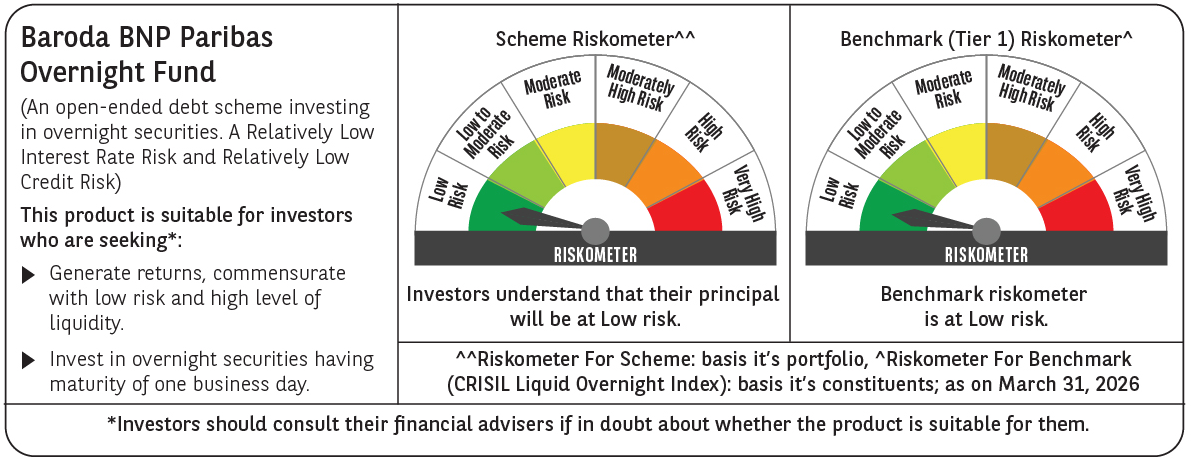 Baroda BNP Paribas
Overnight Fund
(An open-ended debt scheme investing
in overnight securities. A Relatively Low
Interest Rate Risk and Relatively Low
Credit Risk)
This product is suitable for investors
who are seeking*:
Generate returns, commensurate
with low risk and high level of
liquidity.
Invest in overnight securities having
maturity of one business day.
Scheme Riskometer^^
Low
Risk
Low to
Moderate
Risk
Moderate
Risk
Moderately
High Risk
High
Risk
Very High
Risk
RISKOMETER
Investors understand that their principal
will be at Low risk.
Benchmark (Tier 1) Riskometer^
Low
Risk
Low to
Moderate
Risk
Moderate
Risk
Moderately
High Risk
High
Risk
Very High
Risk
RISKOMETER
Benchmark riskometer
is at Low risk.
^^Riskometer For Scheme: basis it's portfolio, ^Riskometer For Benchmark
(CRISIL Liquid Overnight Index): basis it's constituents; as on March 31, 2026
*Investors should consult their financial advisers if in doubt about whether the product is suitable for them.